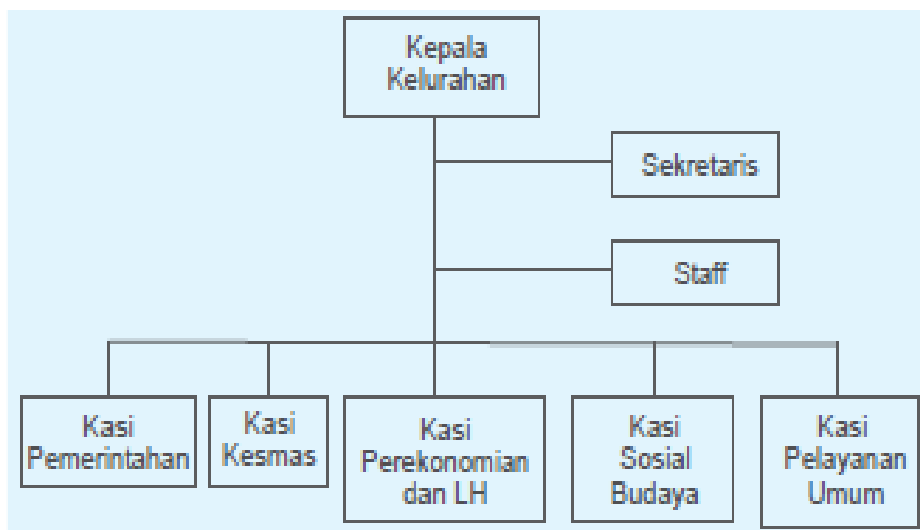 Kepala
Kelurahan
Sekretaris
Staff
Kasi
Pemerintahan
Kasi
Kesmas
Kasi
Perekonomian
dan LH
Kasi
Sosial
Budaya
Kasi
Pelayanan
Umum